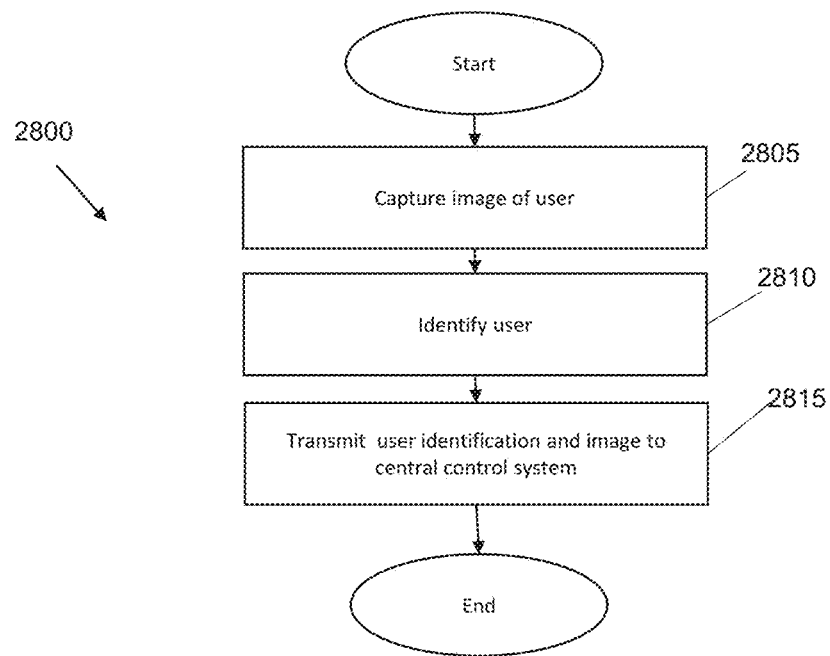 Start
2800
2805
Capture image of user
2810
Identify user
2815
Transmit user identification and image to
central control system
End